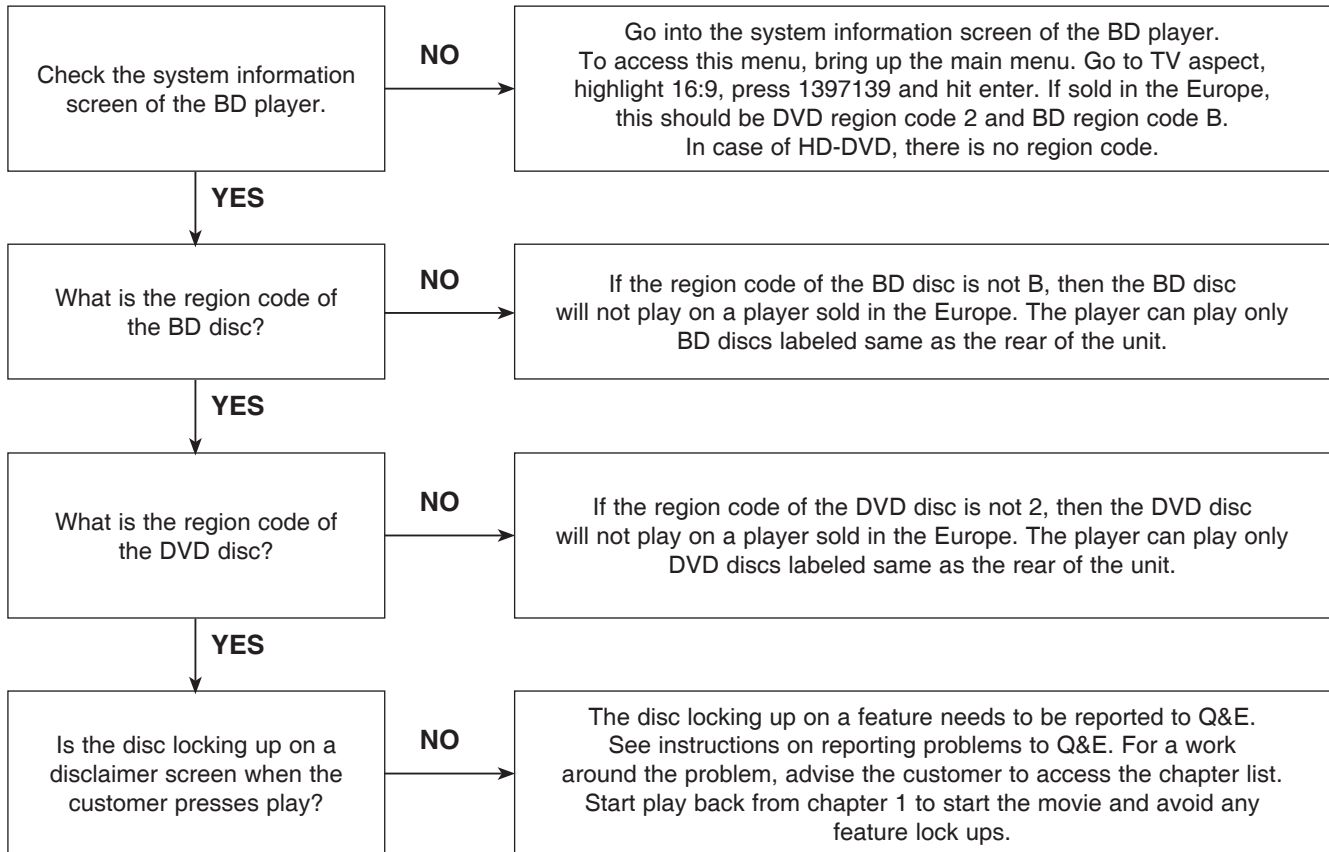 Check the system information
screen of the BD player.
NO
Go into the system information screen of the BD player.
To access this menu, bring up the main menu. Go to TV aspect,
highlight 16:9, press 1397139 and hit enter. If sold in the Europe,
this should be DVD region code 2 and BD region code B.
In case of HD-DVD, there is no region code.
YES
What is the region code of
the BD disc?
NO
If the region code of the BD disc is not B, then the BD disc
will not play on a player sold in the Europe. The player can play only
BD discs labeled same as the rear of the unit.
YES
What is the region code of
the DVD disc?
NO
If the region code of the DVD disc is not 2, then the DVD disc
will not play on a player sold in the Europe. The player can play only
DVD discs labeled same as the rear of the unit.
YES
Is the disc locking up on a
disclaimer screen when the
customer presses play?
NO
The disc locking up on a feature needs to be reported to Q&E.
See instructions on reporting problems to Q&E. For a work
around the problem, advise the customer to access the chapter list.
Start play back from chapter 1 to start the movie and avoid any
feature lock ups.